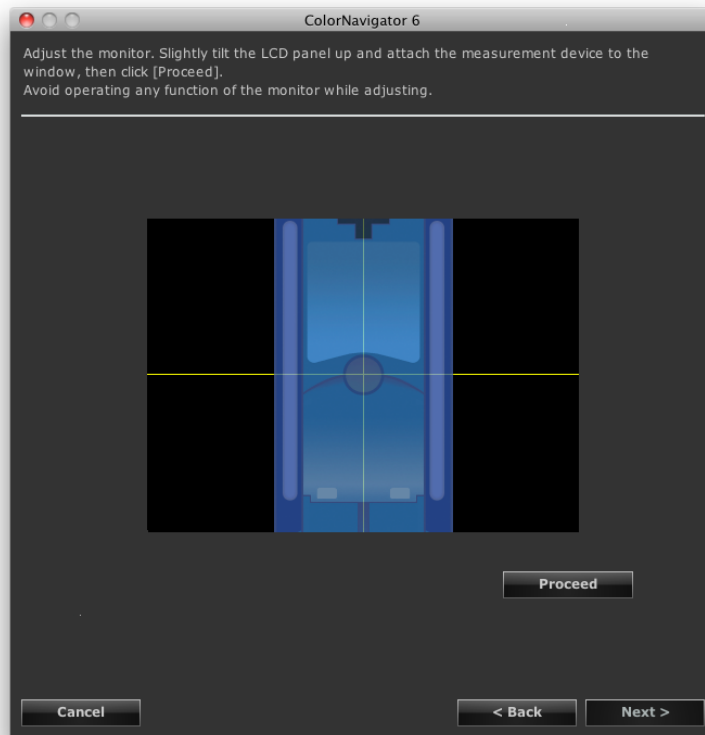 ColorNavigator 6
Adjust the monitor. Slightly tilt the LCD panel up and attach the measurement device to the
window, then click [Proceed].
Avoid operating any function of the monitor while adjusting.
Proceed
Cancel
< Back
Next >